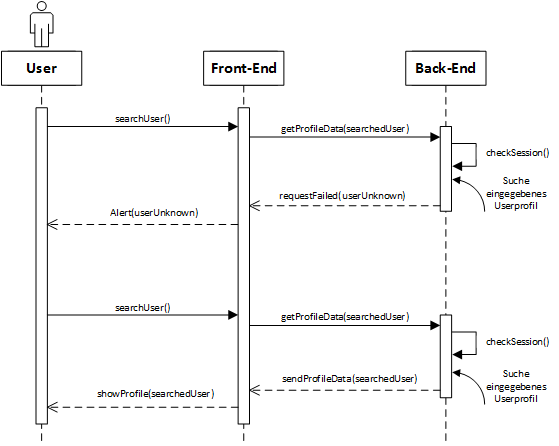 User
Front-End
Back-End
searchUser()
getProfileData(searchedUser)
checkSession()
Suche
eingegebenes
Userprofil
requestFailed(userUnknown)
Alert(userUnknown)
searchUser()
getProfileData(searchedUser)
checkSession()
Suche
eingegebenes
Userprofil
sendProfileData(searchedUser)
showProfile(searchedUser)